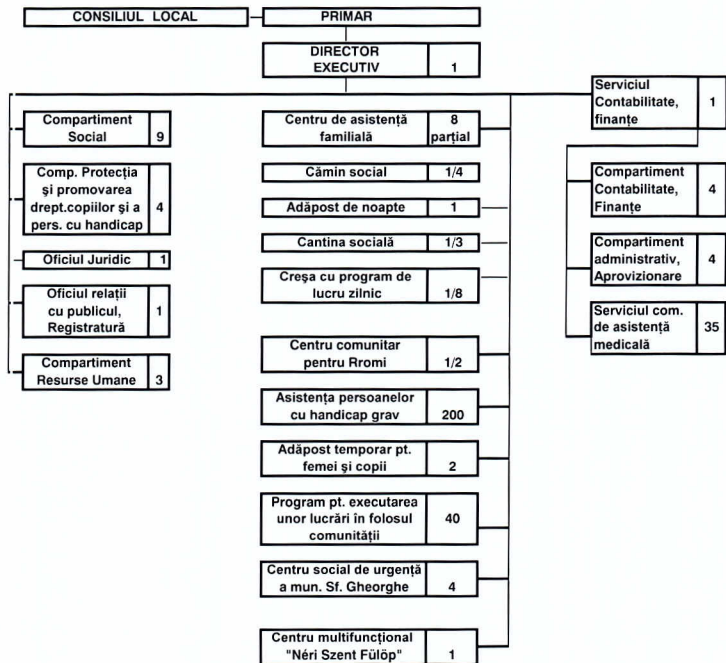 CONSILIUL LOCAL
PRIMAR
DIRECTOR
EXECUTIV 1
Compartiment
Social 9
Comp. Protecția
și promovarea
drept.copiilor și a 4
pers. cu handicap
Oficiul Juridic 1
Oficiul relații
cu publicul, 1
Registratură
Compartiment
Resurse Umane 3
Centru de asistență 8
familială parțial
Cămin social 1/4
Adăpost de noapte 1
Cantina socială 1/3
Creșa cu program de
lucru zilnic 1/8
Centru comunitar
pentru Rromi 1/2
Asistența persoanelor
cu handicap grav 200
Adăpost temporar pt.
femei și copii 2
Program pt. executarea
unor lucrări în folosul 40
comunității
Centru social de urgență
a mun. Sf. Gheorghe 4
Centru multifuncțional
"Néri Szent Fülöp" 1
Serviciul
Contabilitate, 1
finanțe
Compartiment
Contabilitate, 4
Finanțe
Compartiment
administrativ, 4
Aprovizionare
Serviciul com.
de asistență 35
medicală